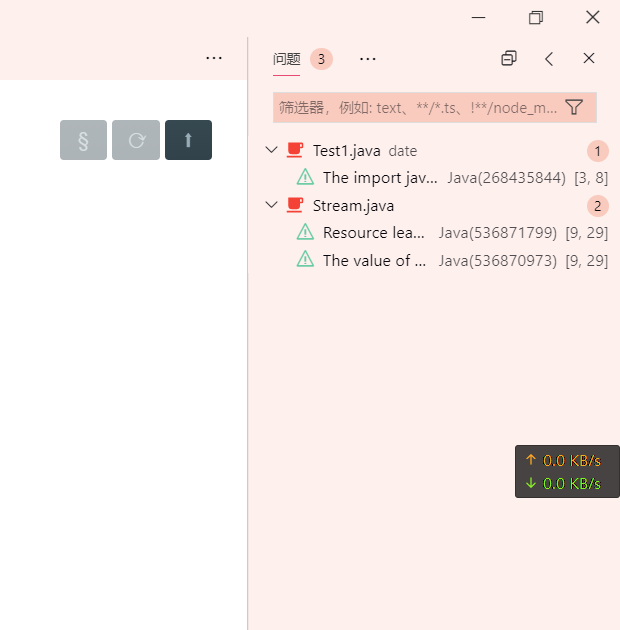 问题 3 ...
筛选器，例如: text、**/*.ts、!**/node_m...
Test1.java date 1
The import jav... Java(268435844) [3, 8]
Stream.java 2
Resource lea... Java(536871799) [9, 29]
The value of ... Java(536870973) [9, 29]
§
↑ 0.0 KB/s
↓ 0.0 KB/s